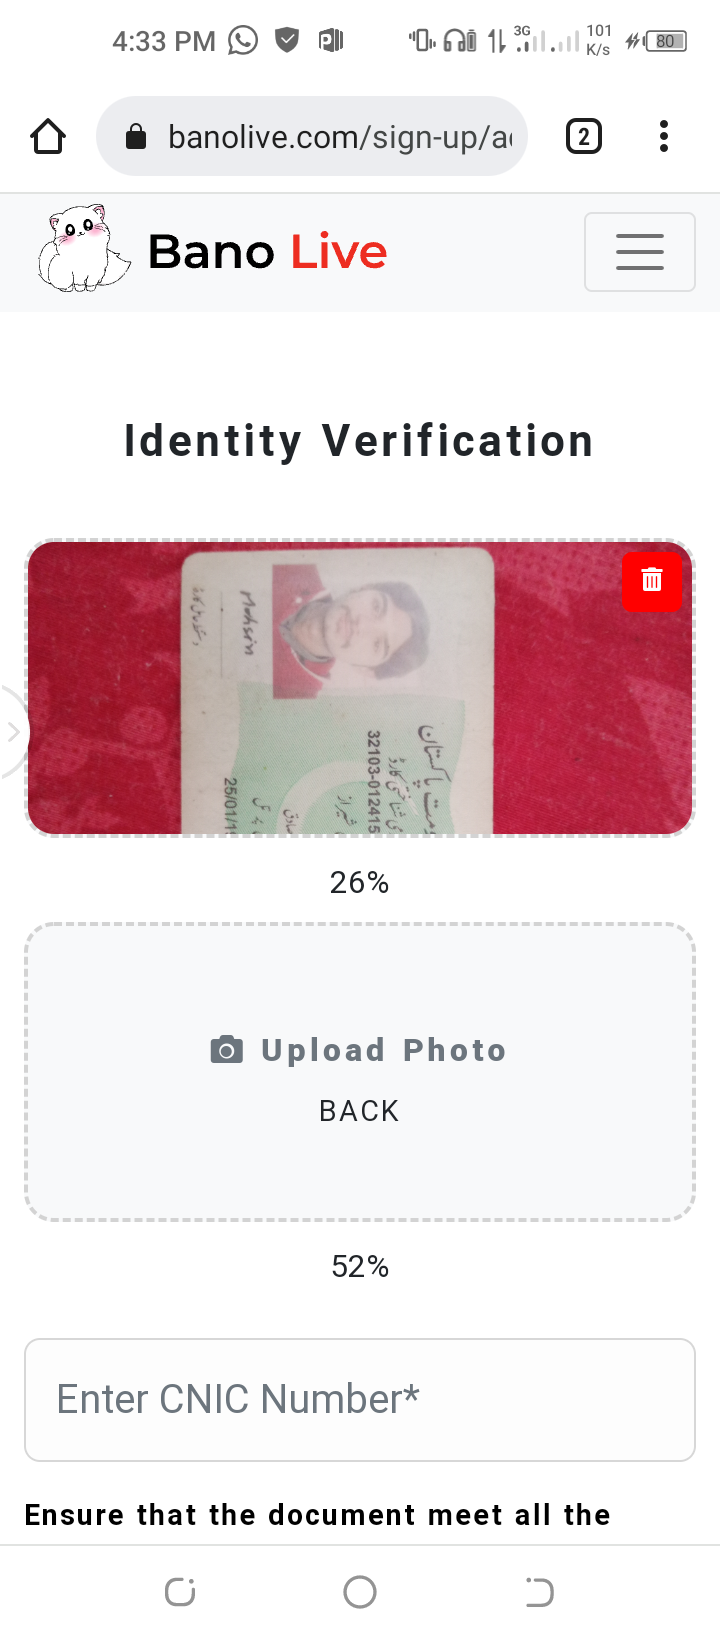 4:33 PM
3G
101
K/s
80
banolive.com/sign-up/a
2
Bano Live
Identity Verification
Mohsin
پاکستان
32103-012415
25/01/1
26%
Upload Photo
BACK
52%
Enter CNIC Number*
Ensure that the document meet all the